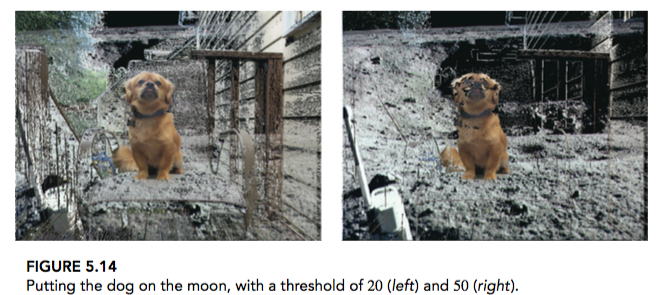 FIGURE 5.14
Putting the dog on the moon, with a threshold of 20 (left) and 50 (right).